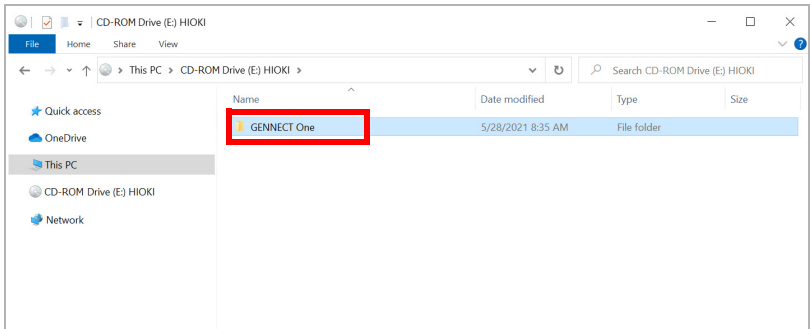 CD-ROM Drive (E:) HIOKI
File Home Share View
This PC > CD-ROM Drive (E:) HIOKI >
Search CD-ROM Drive (E:) HIOKI
Name Date modified Type Size
Quick access
GENNECT One 5/28/2021 8:35 AM File folder
OneDrive
This PC
CD-ROM Drive (E:) HIOKI
Network